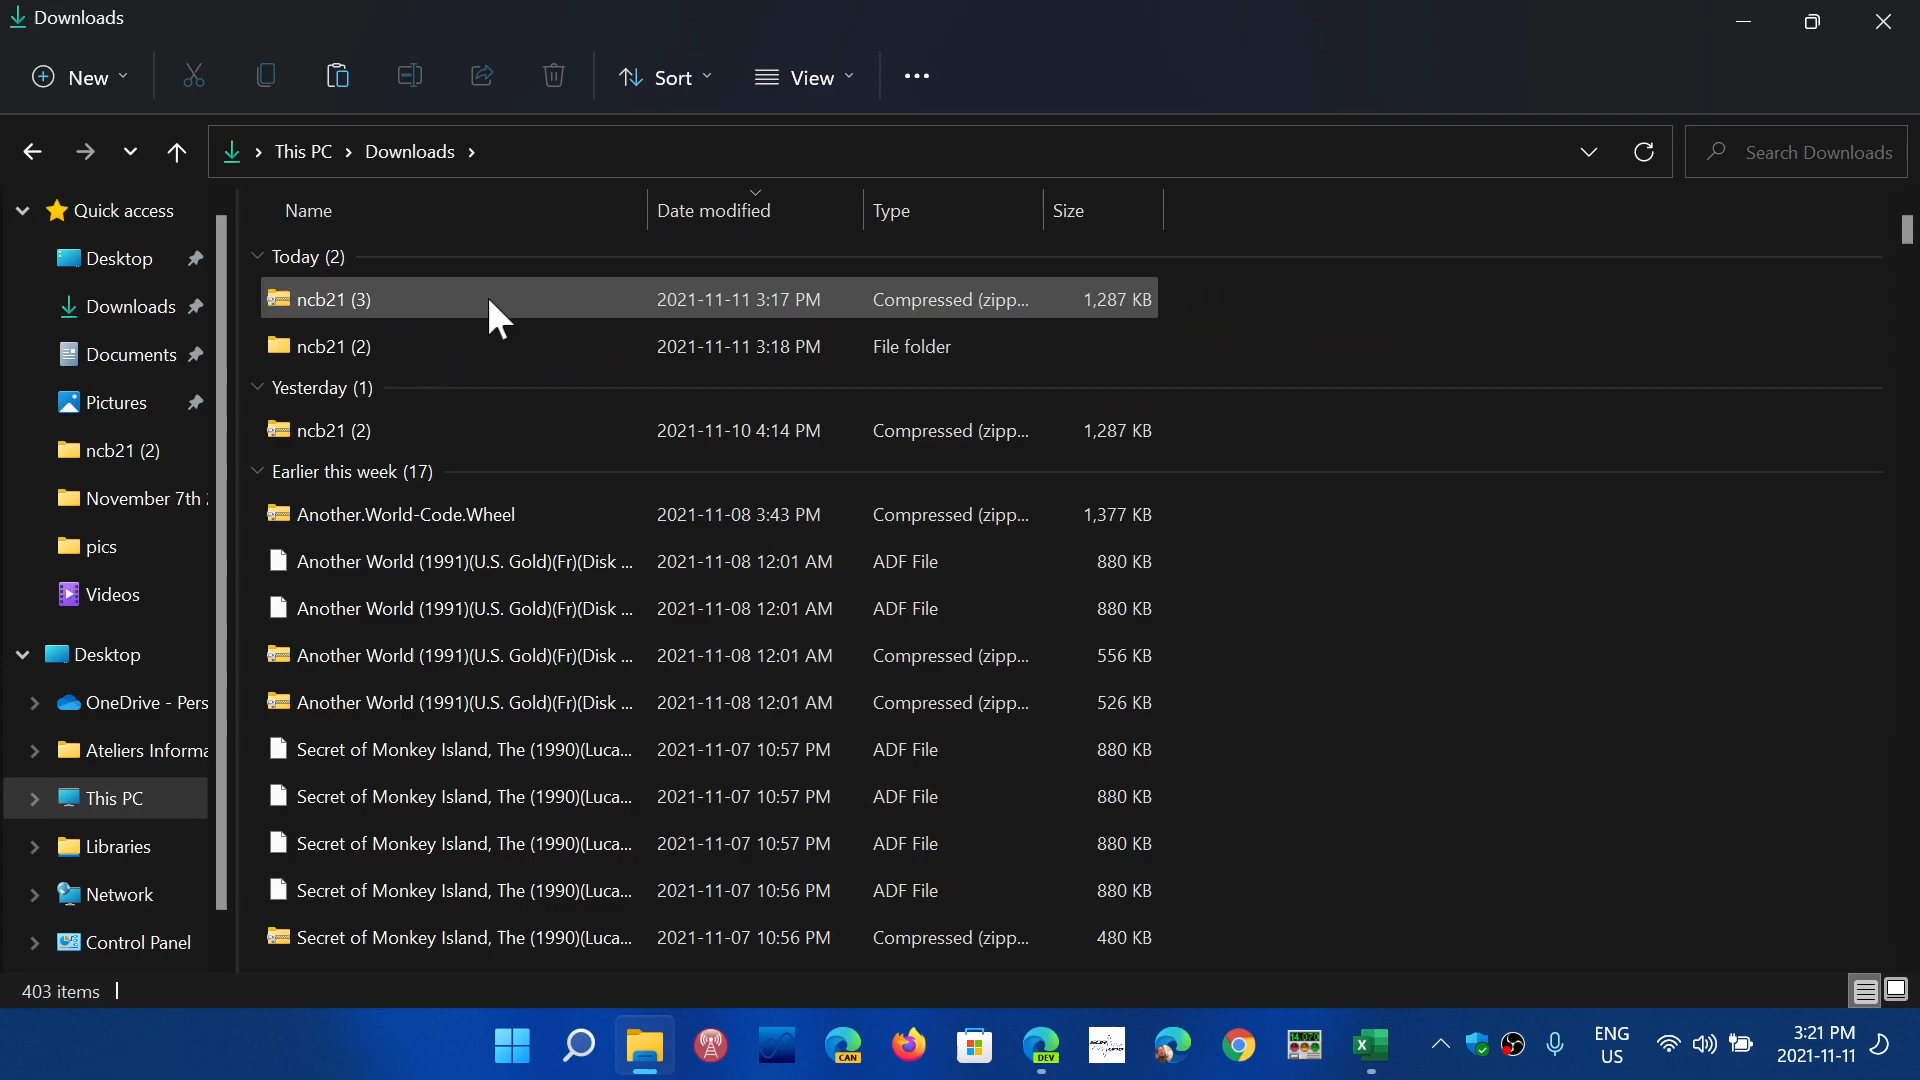 Downloads
New
Sort
View
This PC > Downloads >
Search Downloads
Quick access
Desktop
Downloads
Documents
Pictures
ncb21 (2)
November 7th
pics
Videos
Desktop
OneDrive - Pers
Ateliers Informa
This PC
Libraries
Network
Control Panel
Name Date modified Type Size
Today (2)
ncb21 (3) 2021-11-11 3:17 PM Compressed (zipp... 1,287 KB
ncb21 (2) 2021-11-11 3:18 PM File folder
Yesterday (1)
ncb21 (2) 2021-11-10 4:14 PM Compressed (zipp... 1,287 KB
Earlier this week (17)
Another.World-Code.Wheel 2021-11-08 3:43 PM Compressed (zipp... 1,377 KB
Another World (1991)(U.S. Gold)(Fr)(Disk ... 2021-11-08 12:01 AM ADF File 880 KB
Another World (1991)(U.S. Gold)(Fr)(Disk ... 2021-11-08 12:01 AM ADF File 880 KB
Another World (1991)(U.S. Gold)(Fr)(Disk ... 2021-11-08 12:01 AM Compressed (zipp... 556 KB
Another World (1991)(U.S. Gold)(Fr)(Disk ... 2021-11-08 12:01 AM Compressed (zipp... 526 KB
Secret of Monkey Island, The (1990)(Luca... 2021-11-07 10:57 PM ADF File 880 KB
Secret of Monkey Island, The (1990)(Luca... 2021-11-07 10:57 PM ADF File 880 KB
Secret of Monkey Island, The (1990)(Luca... 2021-11-07 10:57 PM ADF File 880 KB
Secret of Monkey Island, The (1990)(Luca... 2021-11-07 10:56 PM ADF File 880 KB
Secret of Monkey Island, The (1990)(Luca... 2021-11-07 10:56 PM Compressed (zipp... 480 KB
403 items
CAN
DEV
14.070
ENG
US
3:21 PM
2021-11-11